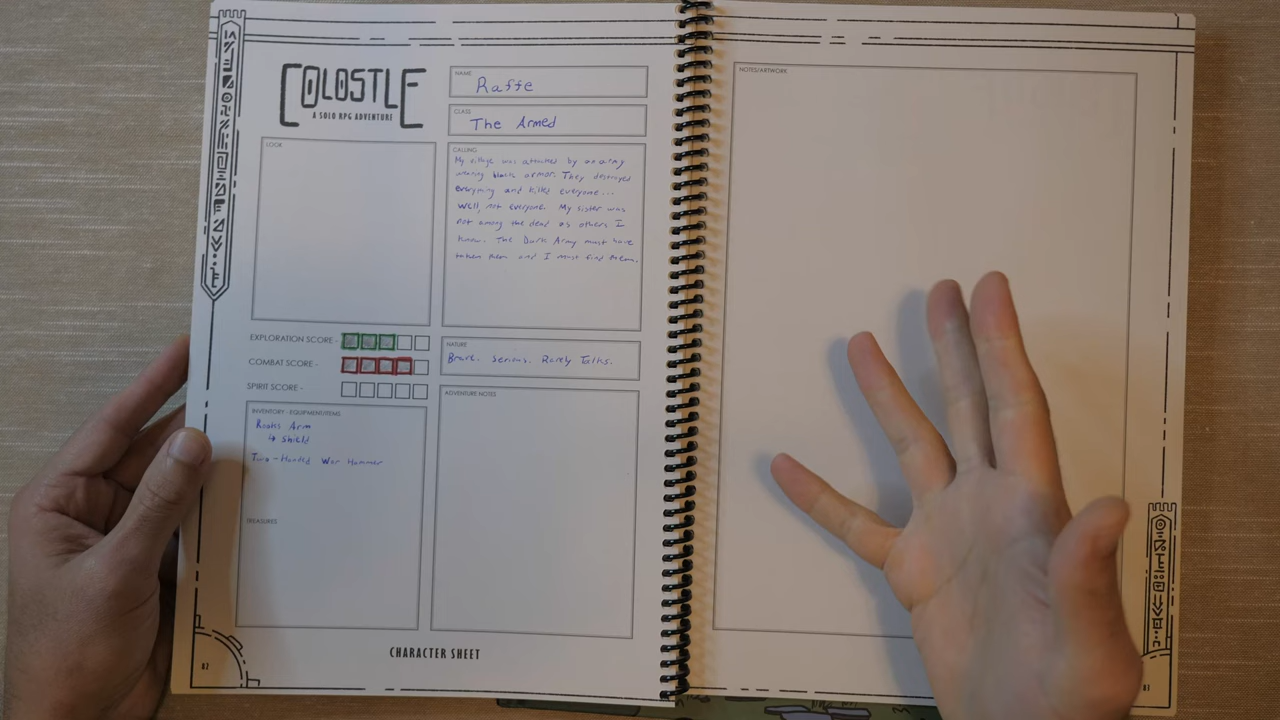 COLOSTLE
A SOLO RPG ADVENTURE
NAME
Raffe
CLASS
The Armed
LOOK
CALLING
My village was attacked by an army
wearing black armor. They destroyed
everything and killed everyone...
Well, not everyone. My sister was
not among the dead as others I
know. The Dark Army must have
taken them and I must find them.
EXPLORATION SCORE -
COMBAT SCORE -
SPIRIT SCORE -
NATURE
Brave. Serious. Rarely Talks.
INVENTORY - EQUIPMENT/ITEMS
Rooks Arm
↳ Shield
Two-Handed War Hammer
TREASURES
ADVENTURE NOTES
CHARACTER SHEET
NOTES/ARTWORK